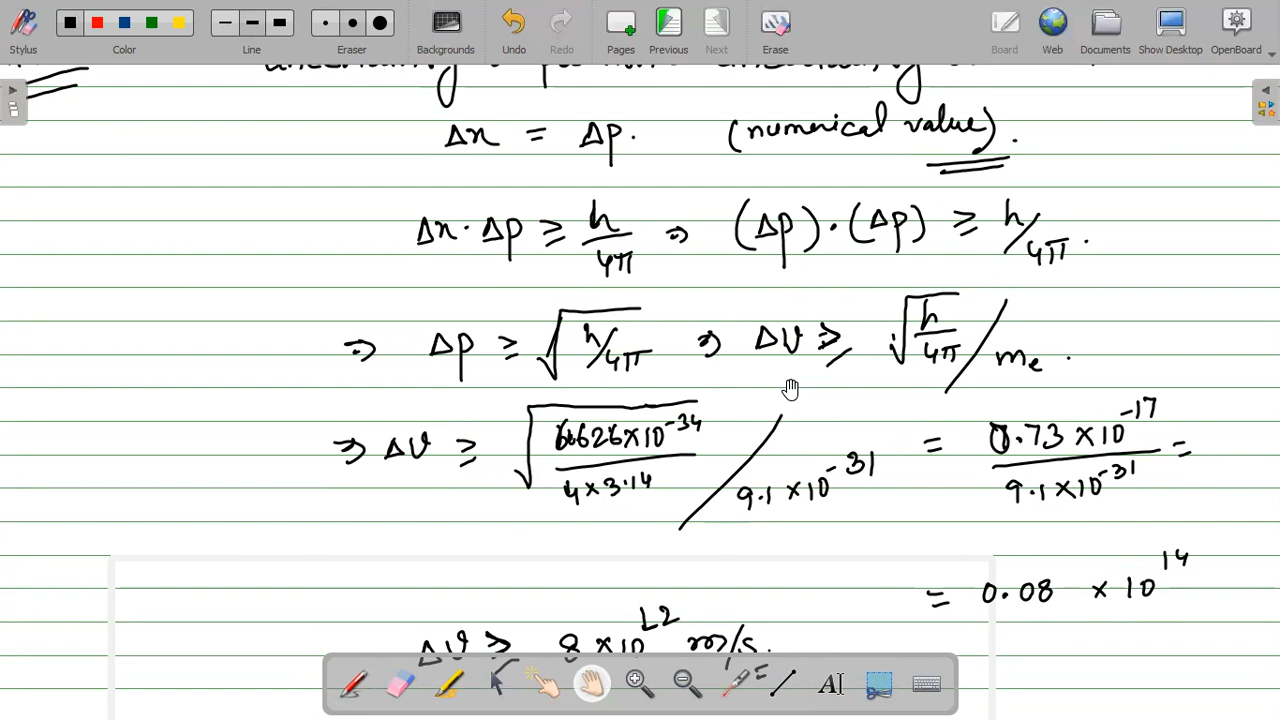 Stylus Color Line Eraser Backgrounds Undo Redo Pages Previous Next Erase Board Web Documents Show Desktop OpenBoard
Δx = Δp. (numerical value).
Δx · Δp ≥ h/4π ⇒ (Δp) · (Δp) ≥ h/4π.
⇒ Δp ≥ √(h/4π) ⇒ Δv ≥ √(h/4π) / me .
⇒ Δv ≥ √(6.626×10⁻³⁴ / 4×3.14) / 9.1×10⁻³¹ = 0.73×10⁻¹⁷ / 9.1×10⁻³¹ =
= 0.08 × 10¹⁴
Δv ≥ 8×10¹² m/s.